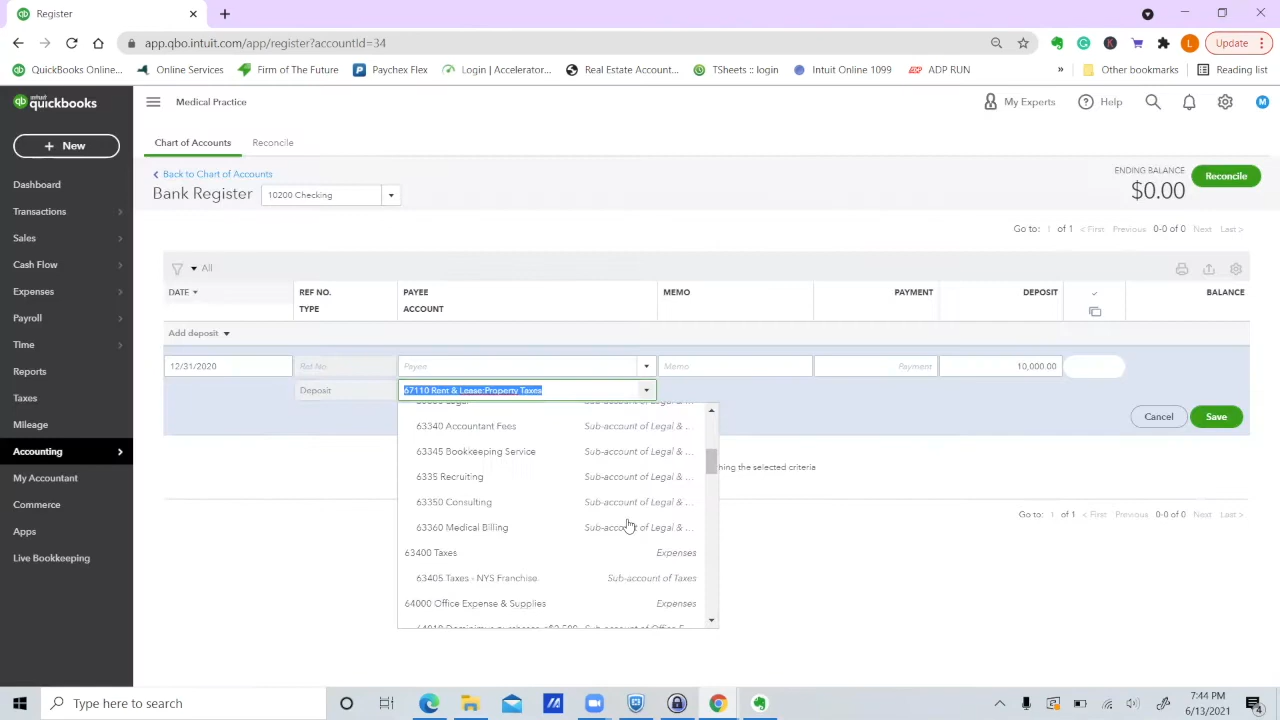 Register
app.qbo.intuit.com/app/register?accountId=34
Update
QuickBooks Online...
Online Services
Firm of The Future
Paychex Flex
Login | Accelerator...
Real Estate Account...
TSheets :: login
Intuit Online 1099
ADP RUN
»
Other bookmarks
Reading list
intuit
quickbooks
Medical Practice
My Experts
Help
M
+ New
Chart of Accounts
Reconcile
Back to Chart of Accounts
Bank Register
10200 Checking
ENDING BALANCE
$0.00
Reconcile
Dashboard
Transactions
Sales
Cash Flow
Expenses
Payroll
Time
Reports
Taxes
Mileage
Accounting
My Accountant
Commerce
Apps
Live Bookkeeping
Go to: 1 of 1 < First Previous 0-0 of 0 Next Last >
All
DATE
REF NO.
TYPE
PAYEE
ACCOUNT
MEMO
PAYMENT
DEPOSIT
BALANCE
Add deposit
12/31/2020
Ref No.
Payee
Memo
Payment
10,000.00
Deposit
67110 Rent & Lease:Property Taxes
Cancel
Save
63340 Accountant Fees Sub-account of Legal & ...
63345 Bookkeeping Service Sub-account of Legal & ...
6335 Recruiting Sub-account of Legal & ...
63350 Consulting Sub-account of Legal & ...
63360 Medical Billing Sub-account of Legal & ...
63400 Taxes Expenses
63405 Taxes - NYS Franchise Sub-account of Taxes
64000 Office Expense & Supplies Expenses
hing the selected criteria
Go to: 1 of 1 < First Previous 0-0 of 0 Next Last >
Type here to search
7:44 PM
6/13/2021
4